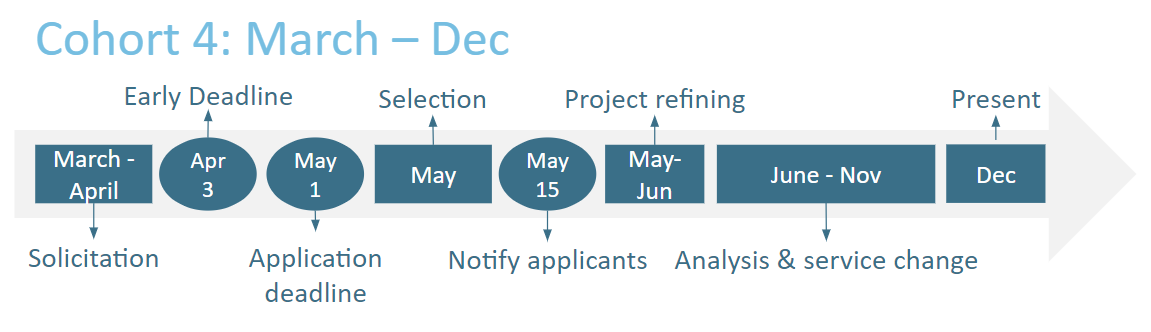 Cohort 4: March – Dec
Early Deadline
Selection
Project refining
Present
March -
April
Apr
3
May
1
May
May
15
May-
Jun
June - Nov
Dec
Solicitation
Application
deadline
Notify applicants
Analysis & service change